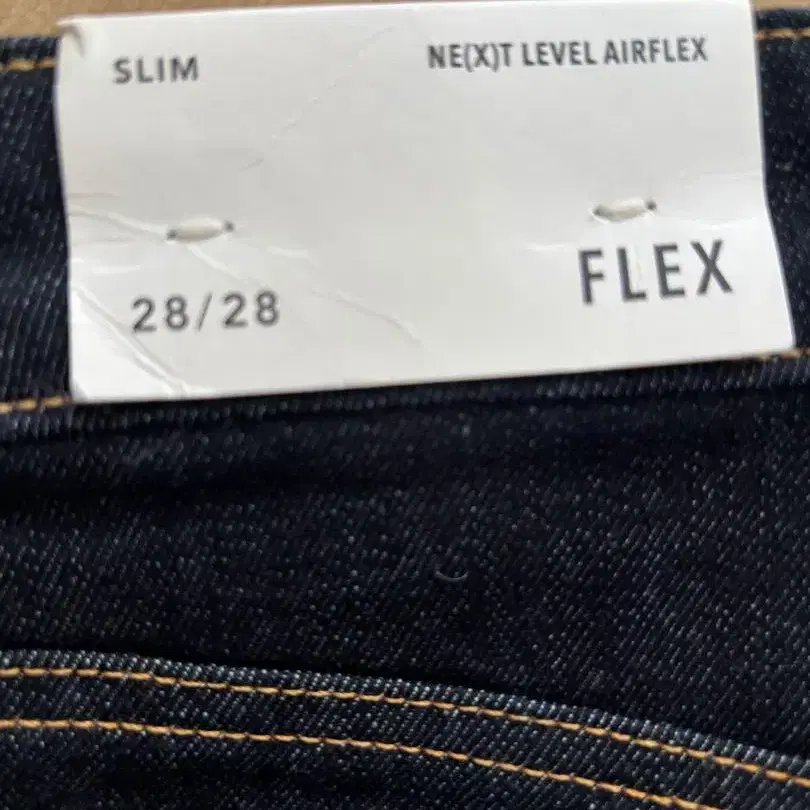 SLIM
NE(X)T LEVEL AIRFLEX
28/28
FLEX